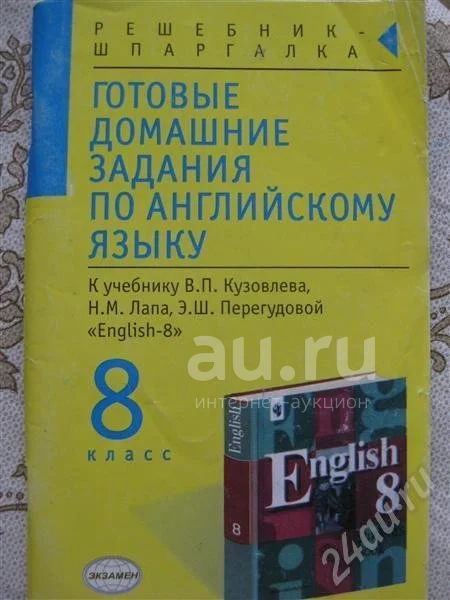 РЕШЕБНИК-
ШПАРГАЛКА
ГОТОВЫЕ
ДОМАШНИЕ
ЗАДАНИЯ
ПО АНГЛИЙСКОМУ
ЯЗЫКУ
К учебнику В.П. Кузовлева,
Н.М. Лапа, Э.Ш. Перегудовой
«English-8»
au.ru
интернет-аукцион
8
КЛАСС
English
8
English
8
ЭКЗАМЕН
24au.ru